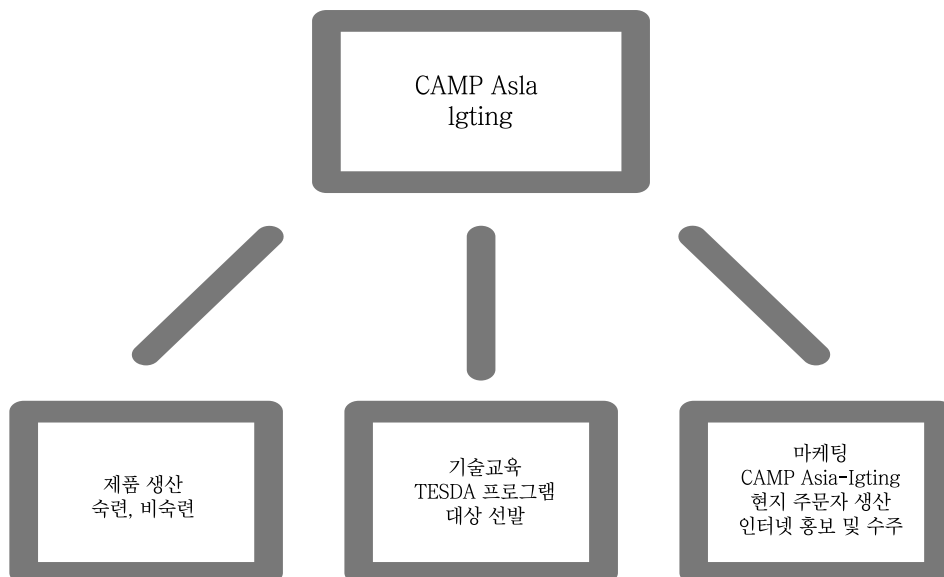 CAMP Asla
lgting
제품 생산
숙련, 비숙련
기술교육
TESDA 프로그램
대상 선발
마케팅
CAMP Asia-Igting
현지 주문자 생산
인터넷 홍보 및 수주